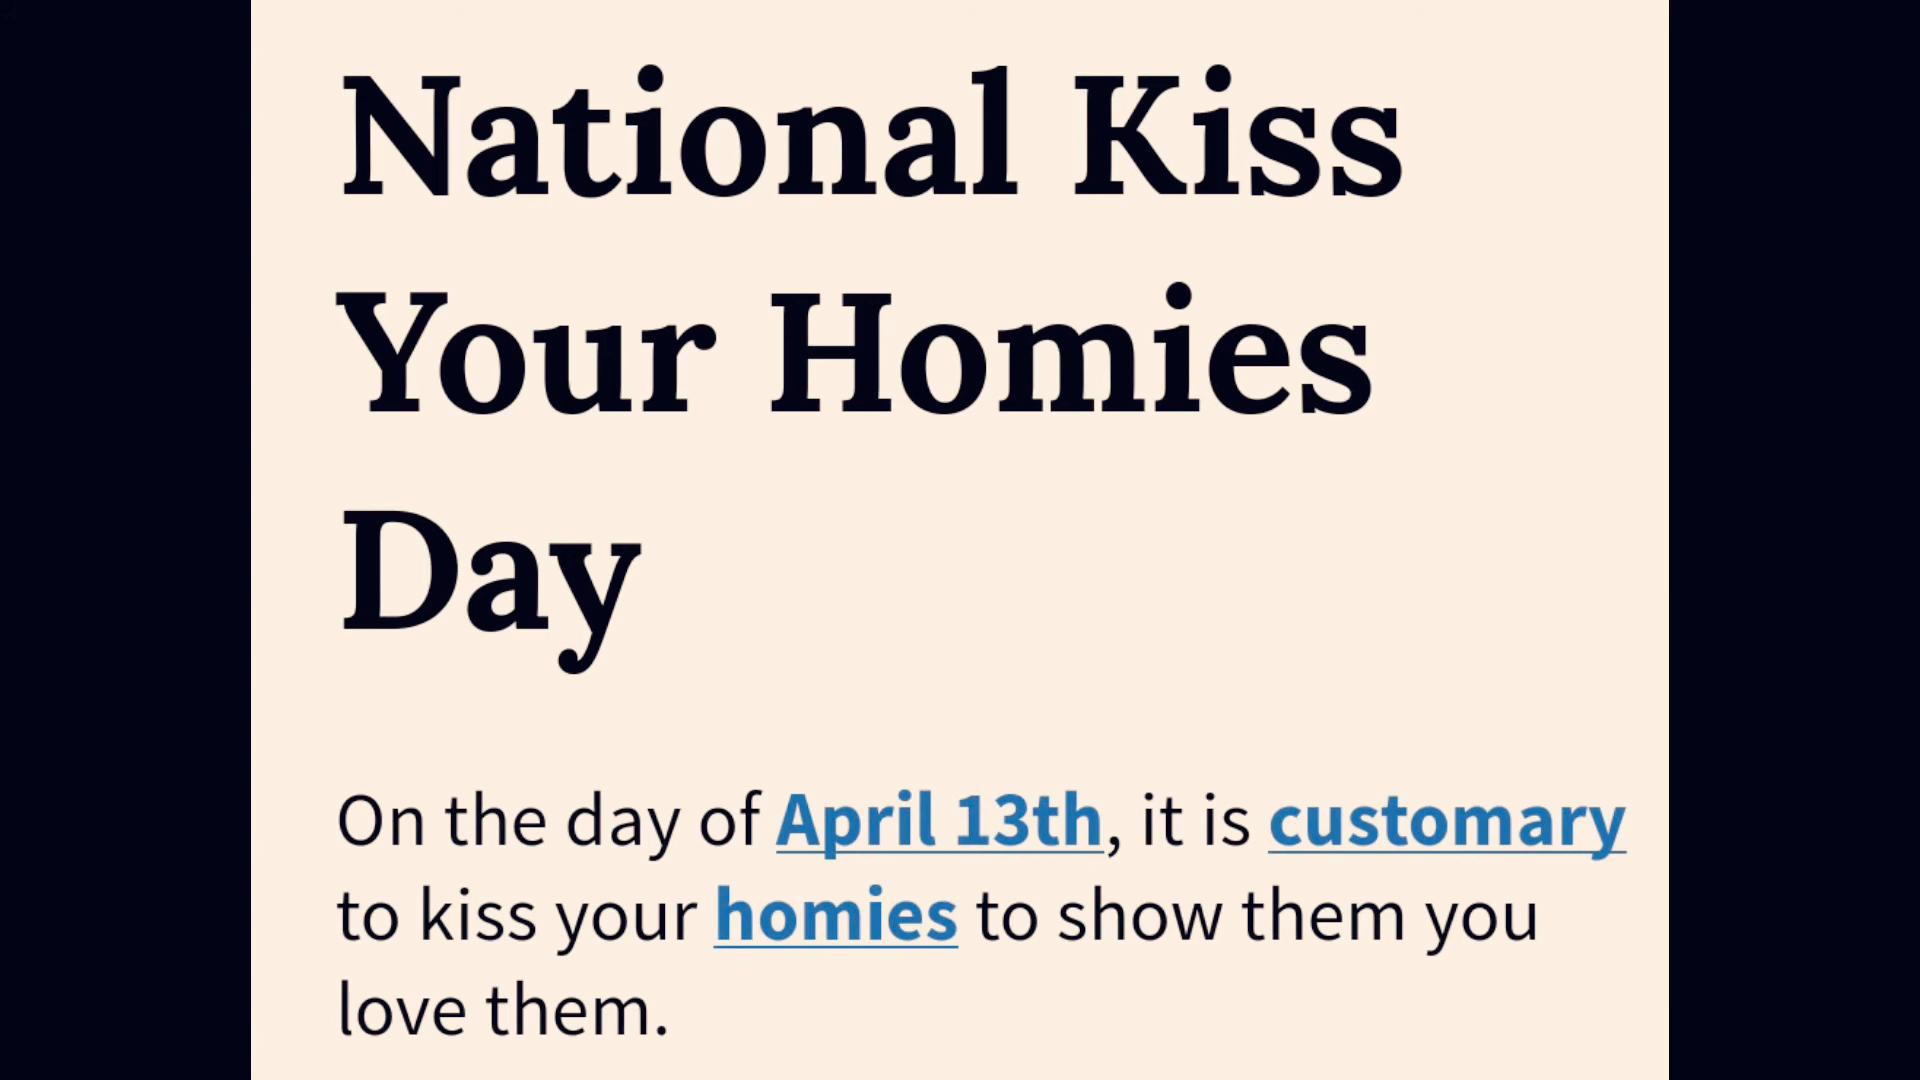 National Kiss
Your Homies
Day
On the day of April 13th, it is customary
to kiss your homies to show them you
love them.